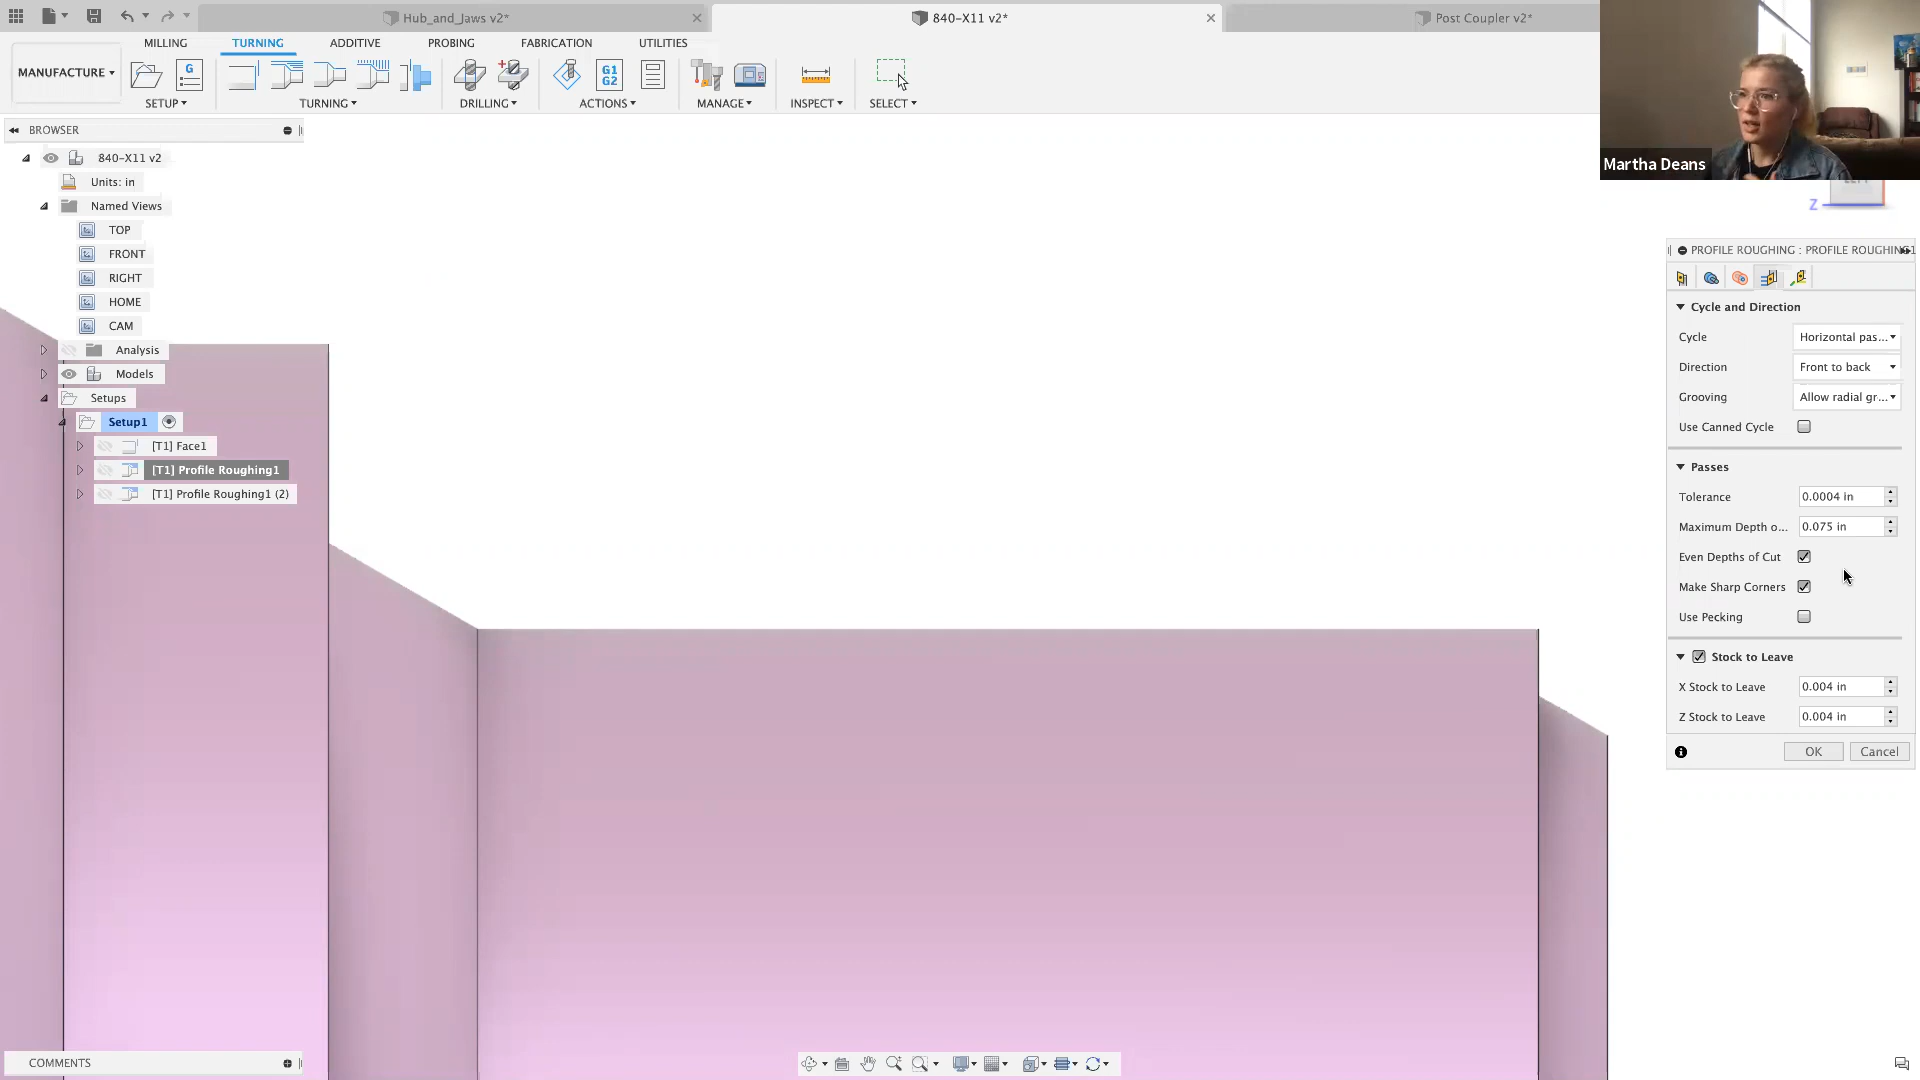 Hub_and_Jaws v2*
840-X11 v2*
Post Coupler v2*
MANUFACTURE
MILLING
TURNING
ADDITIVE
PROBING
FABRICATION
UTILITIES
G
G1
G2
SETUP
TURNING
DRILLING
ACTIONS
MANAGE
INSPECT
SELECT
Martha Deans
BROWSER
840-X11 v2
Units: in
Named Views
TOP
FRONT
RIGHT
HOME
CAM
Analysis
Models
Setups
Setup1
[T1] Face1
[T1] Profile Roughing1
[T1] Profile Roughing1 (2)
Z
PROFILE ROUGHING : PROFILE ROUGHING1
Cycle and Direction
Cycle
Horizontal pas...
Direction
Front to back
Grooving
Allow radial gr...
Use Canned Cycle
Passes
Tolerance
0.0004 in
Maximum Depth o...
0.075 in
Even Depths of Cut
Make Sharp Corners
Use Pecking
Stock to Leave
X Stock to Leave
0.004 in
Z Stock to Leave
0.004 in
OK
Cancel
COMMENTS